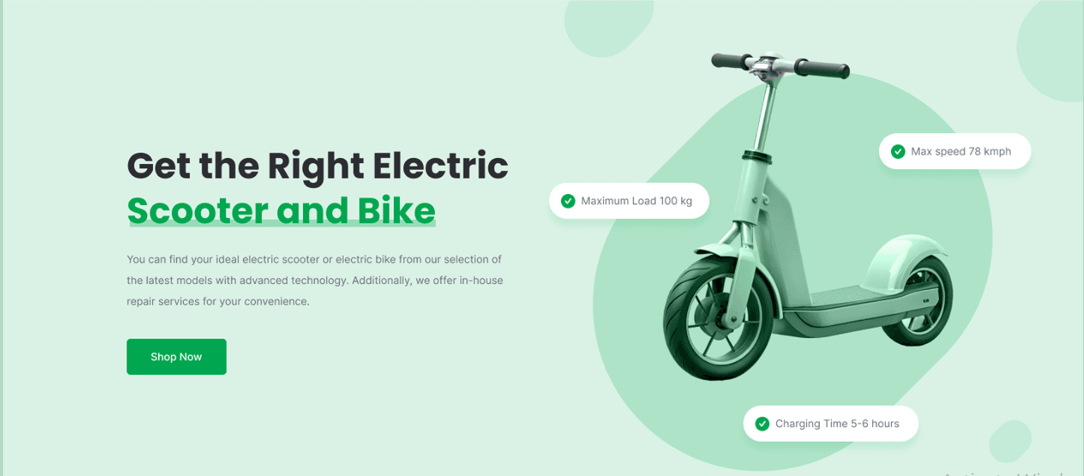 Get the Right Electric
Scooter and Bike
You can find your ideal electric scooter or electric bike from our selection of
the latest models with advanced technology. Additionally, we offer in-house
repair services for your convenience.
Shop Now
Max speed 78 kmph
Maximum Load 100 kg
Charging Time 5-6 hours